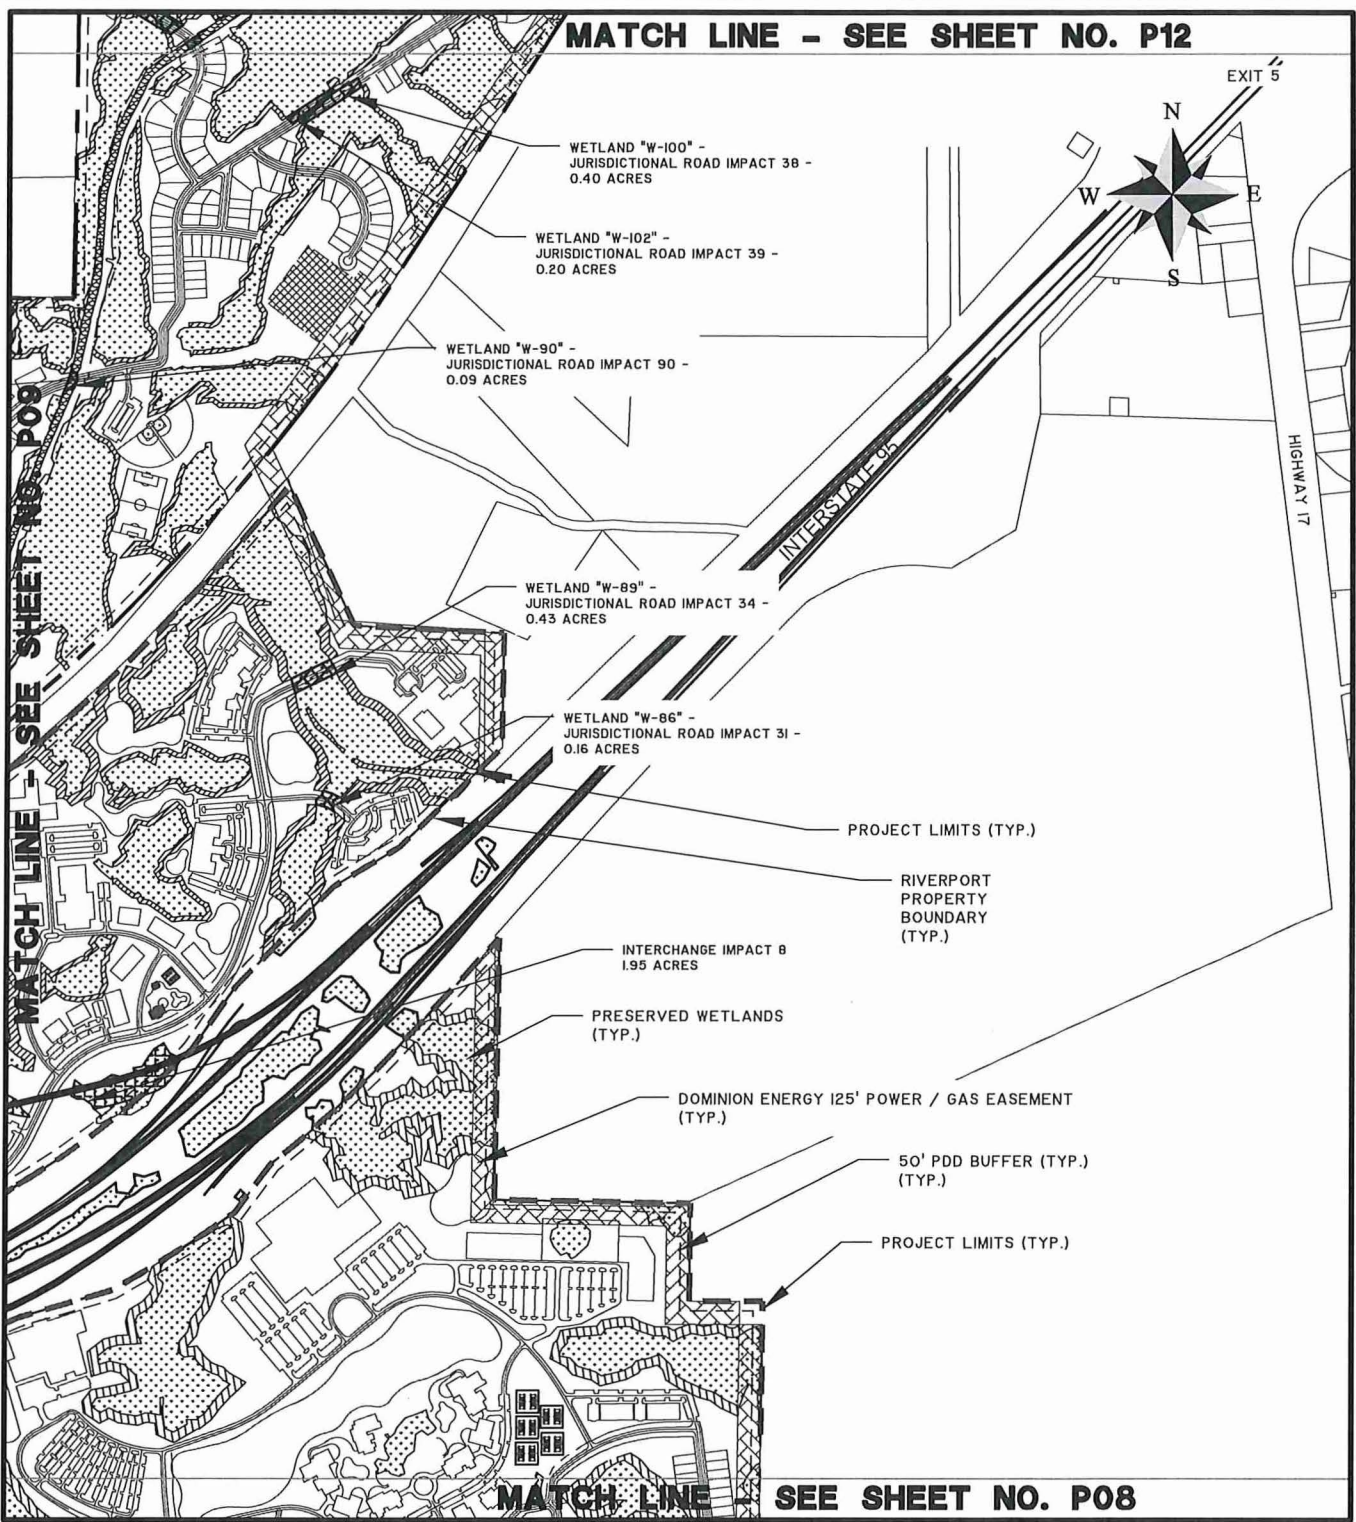 MATCH LINE - SEE SHEET NO. P12
EXIT 5
N
W
E
S
WETLAND "W-100" -
JURISDICTIONAL ROAD IMPACT 38 -
0.40 ACRES
WETLAND "W-102" -
JURISDICTIONAL ROAD IMPACT 39 -
0.20 ACRES
WETLAND "W-90" -
JURISDICTIONAL ROAD IMPACT 90 -
0.09 ACRES
MATCH LINE - SEE SHEET NO. P09
INTERSTATE 95
HIGHWAY 17
WETLAND "W-89" -
JURISDICTIONAL ROAD IMPACT 34 -
0.43 ACRES
WETLAND "W-86" -
JURISDICTIONAL ROAD IMPACT 31 -
0.16 ACRES
PROJECT LIMITS (TYP.)
RIVERPORT
PROPERTY
BOUNDARY
(TYP.)
INTERCHANGE IMPACT 8
1.95 ACRES
PRESERVED WETLANDS
(TYP.)
DOMINION ENERGY 125' POWER / GAS EASEMENT
(TYP.)
50' PDD BUFFER (TYP.)
(TYP.)
PROJECT LIMITS (TYP.)
MATCH LINE - SEE SHEET NO. P08